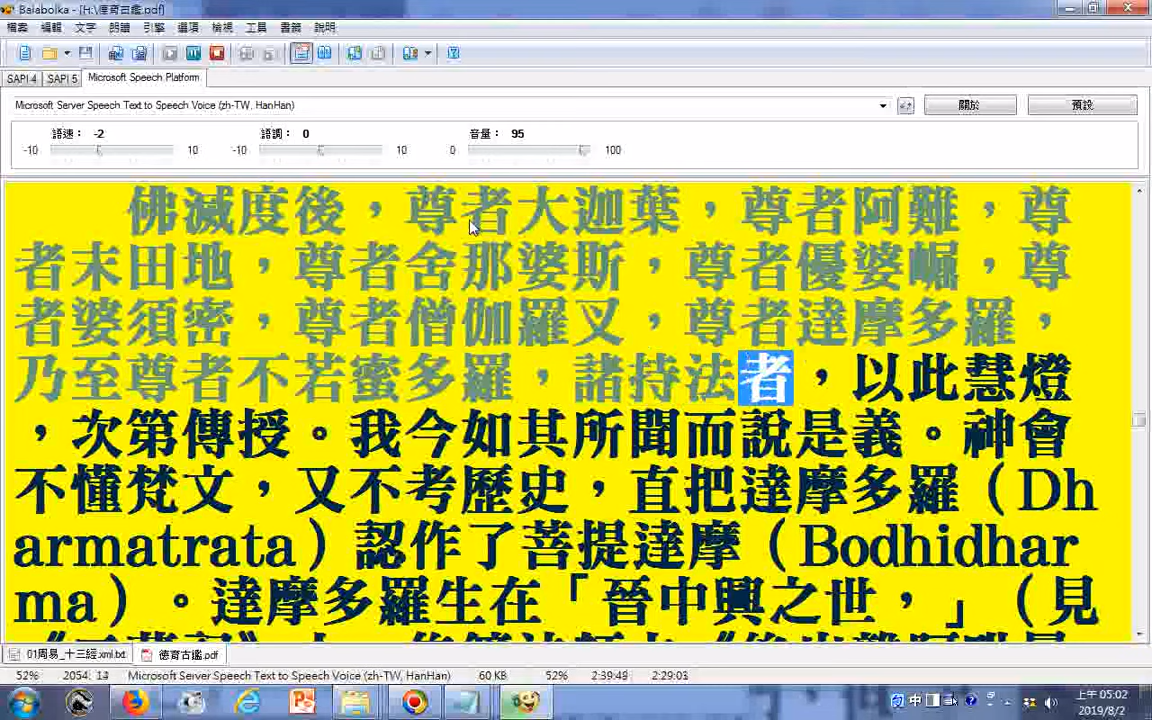 Balabolka - [H:\德育古鑑.pdf]
檔案 編輯 文字 朗讀 引擎 選項 檢視 工具 書籤 說明
SAPI 4 SAPI 5 Microsoft Speech Platform
Microsoft Server Speech Text to Speech Voice (zh-TW, HanHan) 關於 預設
語速： -2 語調： 0 音量： 95
-10 10 -10 10 0 100
佛滅度後，尊者大迦葉，尊者阿難，尊
者末田地，尊者舍那婆斯，尊者優婆崛，尊
者婆須密，尊者僧伽羅叉，尊者達摩多羅，
乃至尊者不若蜜多羅，諸持法者，以此慧燈
，次第傳授。我今如其所聞而說是義。神會
不懂梵文，又不考歷史，直把達摩多羅（Dh
armatrata）認作了菩提達摩（Bodhidhar
ma）。達摩多羅生在「晉中興之世，」（見
01周易_十三經.xml.txt 德育古鑑.pdf
52% 2054 : 13 Microsoft Server Speech Text to Speech Voice (zh-TW, HanHan) 60 KB 52% 2:39:49 2:29:03
中 上午 05:02
2019/8/2